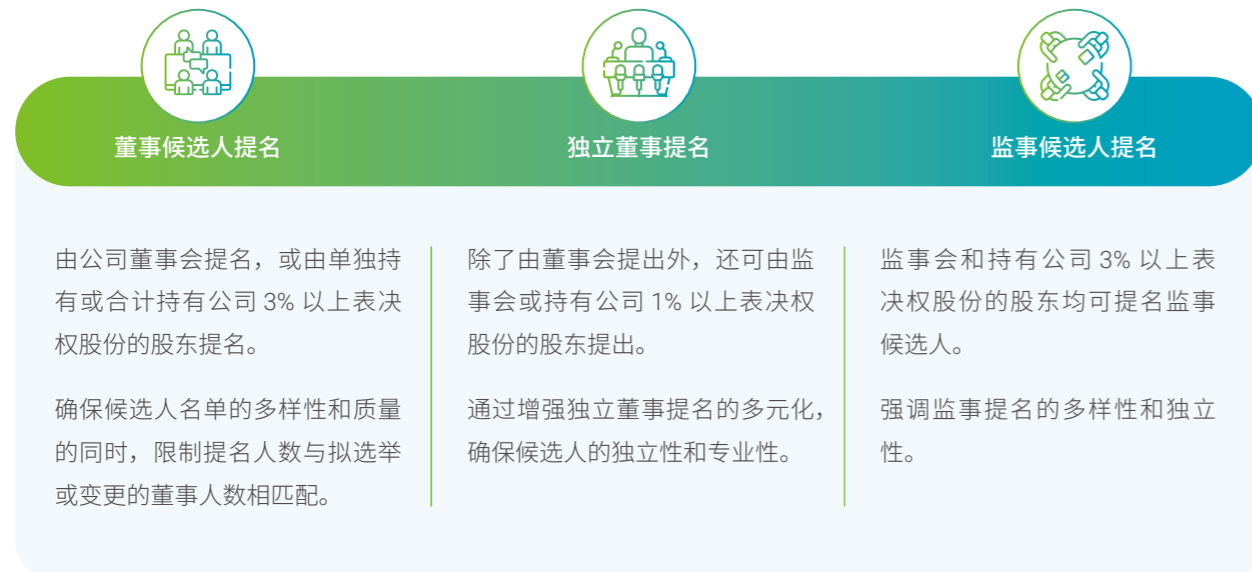 董事候选人提名
独立董事提名
监事候选人提名
由公司董事会提名，或由单独持
有或合计持有公司 3% 以上表决
权股份的股东提名。
确保候选人名单的多样性和质量
的同时，限制提名人数与拟选举
或变更的董事人数相匹配。
除了由董事会提出外，还可由监
事会或持有公司 1% 以上表决权
股份的股东提出。
通过增强独立董事提名的多元化，
确保候选人的独立性和专业性。
监事会和持有公司 3% 以上表
决权股份的股东均可提名监事
候选人。
强调监事提名的多样性和独立
性。